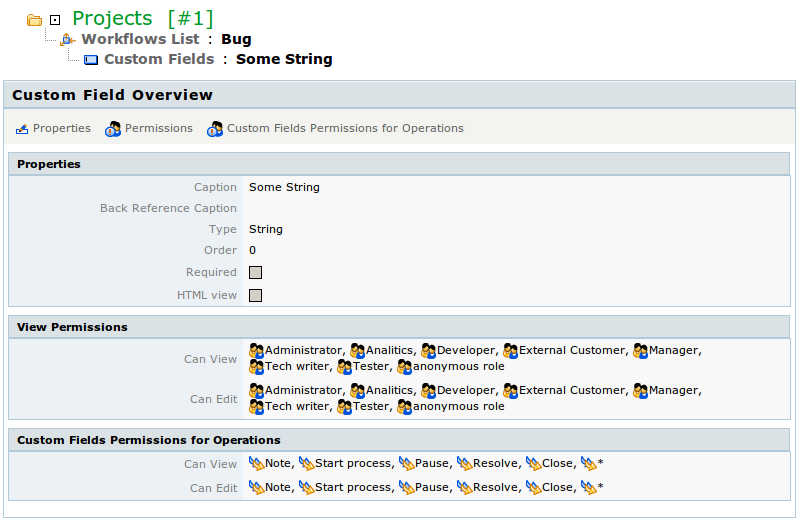 Projects [#1]
Workflows List : Bug
Custom Fields : Some String
Custom Field Overview
Properties Permissions Custom Fields Permissions for Operations
Properties
Caption Some String
Back Reference Caption
Type String
Order 0
Required
HTML view
View Permissions
Can View Administrator, Analitics, Developer, External Customer, Manager,
Tech writer, Tester, anonymous role
Can Edit Administrator, Analitics, Developer, External Customer, Manager,
Tech writer, Tester, anonymous role
Custom Fields Permissions for Operations
Can View Note, Start process, Pause, Resolve, Close, *
Can Edit Note, Start process, Pause, Resolve, Close, *